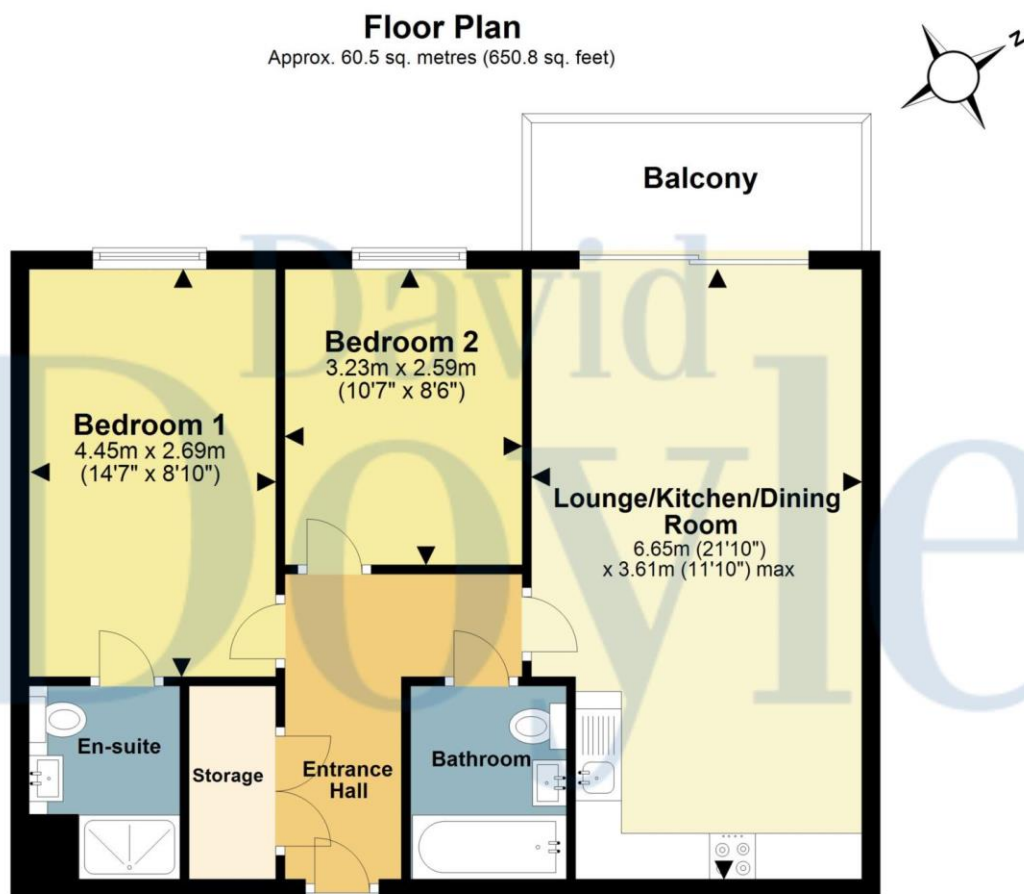 Floor Plan
Approx. 60.5 sq. metres (650.8 sq. feet)
N
Balcony
David
Doyle
Bedroom 2
3.23m x 2.59m
(10'7" x 8'6")
Bedroom 1
4.45m x 2.69m
(14'7" x 8'10")
Lounge/Kitchen/Dining
Room
6.65m (21'10")
x 3.61m (11'10") max
En-suite
Storage
Entrance
Hall
Bathroom